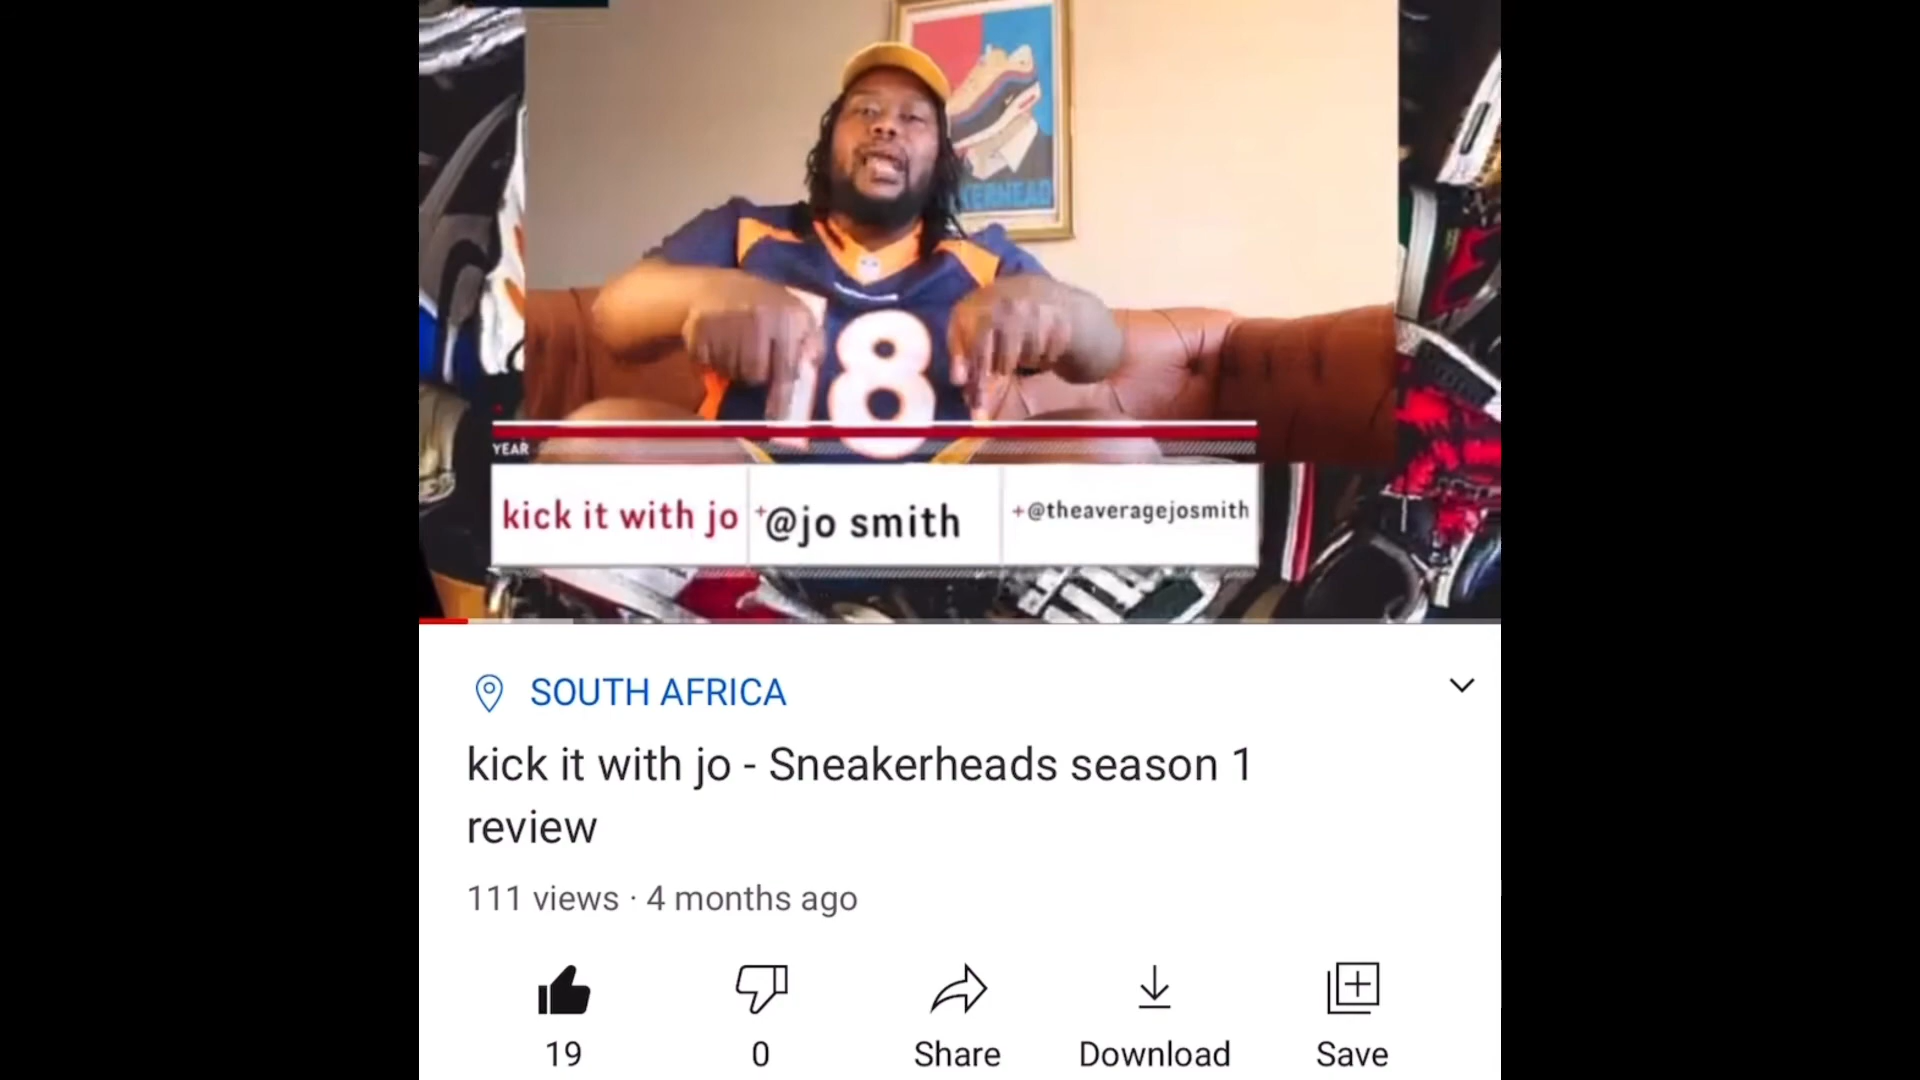 KERHEAD
18
YEAR
kick it with jo
+@jo smith
+@theaveragejosmith
SOUTH AFRICA
kick it with jo - Sneakerheads season 1
review
111 views · 4 months ago
19
0
Share
Download
Save